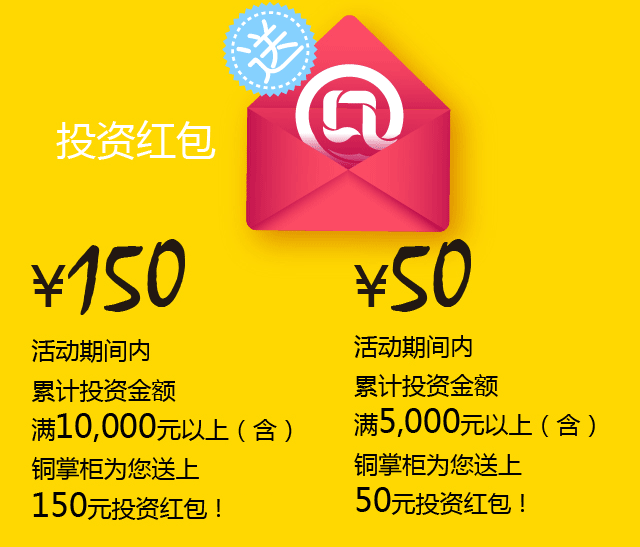 送
投资红包
¥150
活动期间内
累计投资金额
满10,000元以上（含）
铜掌柜为您送上
150元投资红包！
¥50
活动期间内
累计投资金额
满5,000元以上（含）
铜掌柜为您送上
50元投资红包！